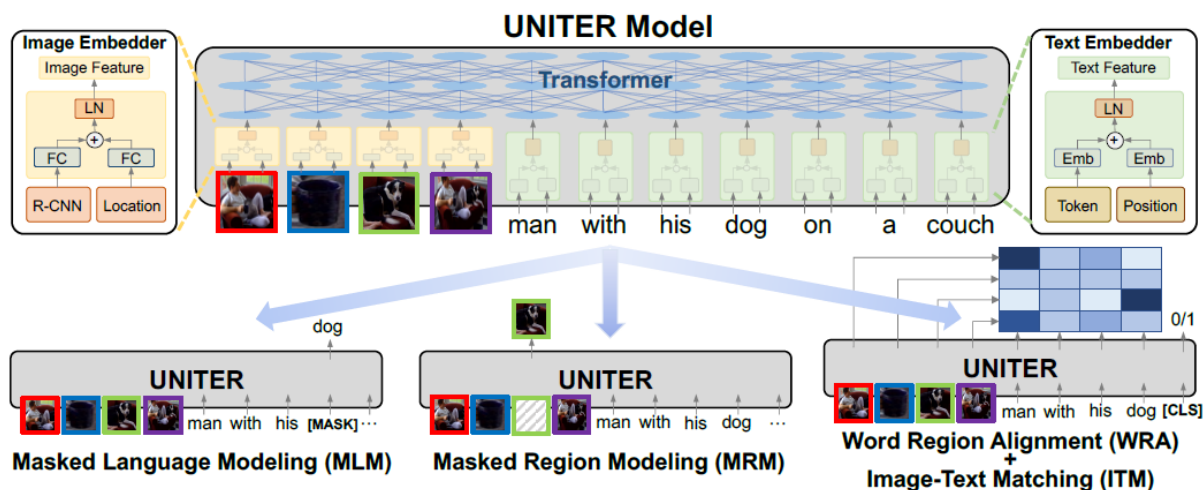 UNITER Model
Image Embedder
Image Feature
LN
+
FC
FC
R-CNN
Location
Transformer
man with his dog on a couch
Text Embedder
Text Feature
LN
+
Emb
Emb
Token
Position
dog
UNITER
man with his [MASK] ...
Masked Language Modeling (MLM)
UNITER
man with his dog ...
Masked Region Modeling (MRM)
0/1
UNITER
man with his dog [CLS]
Word Region Alignment (WRA)
+
Image-Text Matching (ITM)